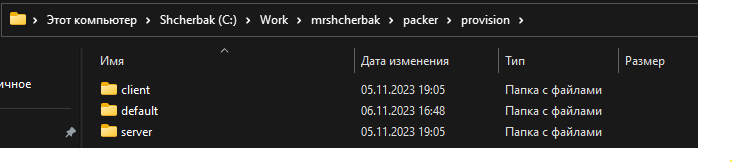 Этот компьютер > Shcherbak (C:) > Work > mrshcherbak > packer > provision >
Имя Дата изменения Тип Размер
ичное
client 05.11.2023 19:05 Папка с файлами
default 06.11.2023 16:48 Папка с файлами
server 05.11.2023 19:05 Папка с файлами